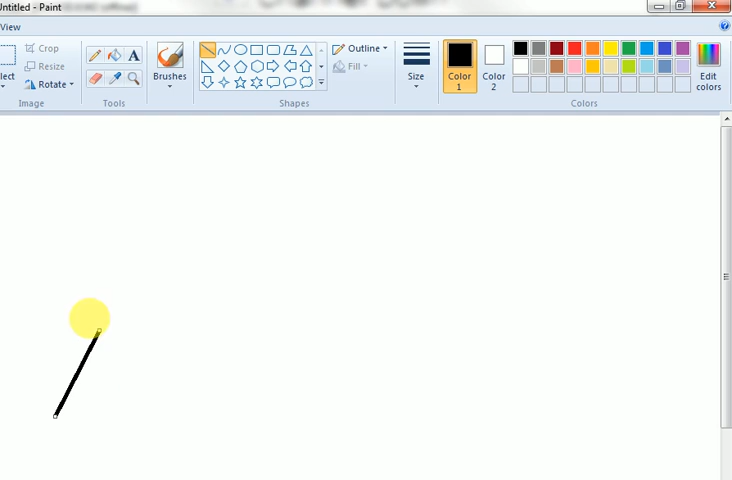 Untitled - Paint
View
Crop
Resize
Rotate
Image
A
Tools
Brushes
Outline
Fill
Shapes
Size
Color
1
Color
2
Edit
colors
Colors